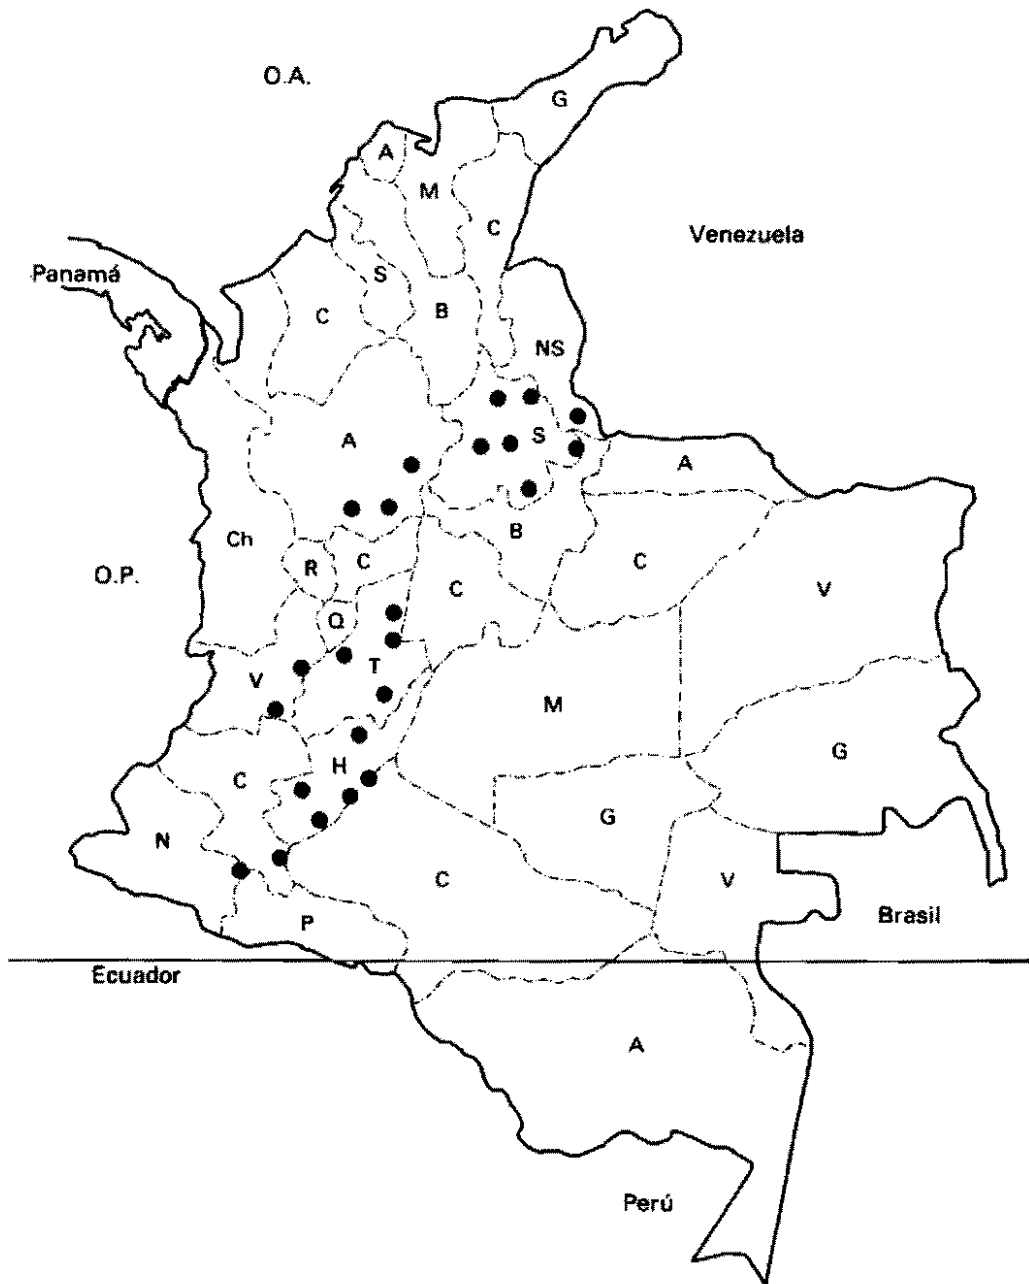 O.A.
G
A
M
C
Venezuela
Panamá
S
C
B
NS
A
S
A
Ch
B
O.P.
R
C
C
C
V
Q
V
T
M
H
G
C
N
G
C
V
P
Brasil
Ecuador
A
Perú